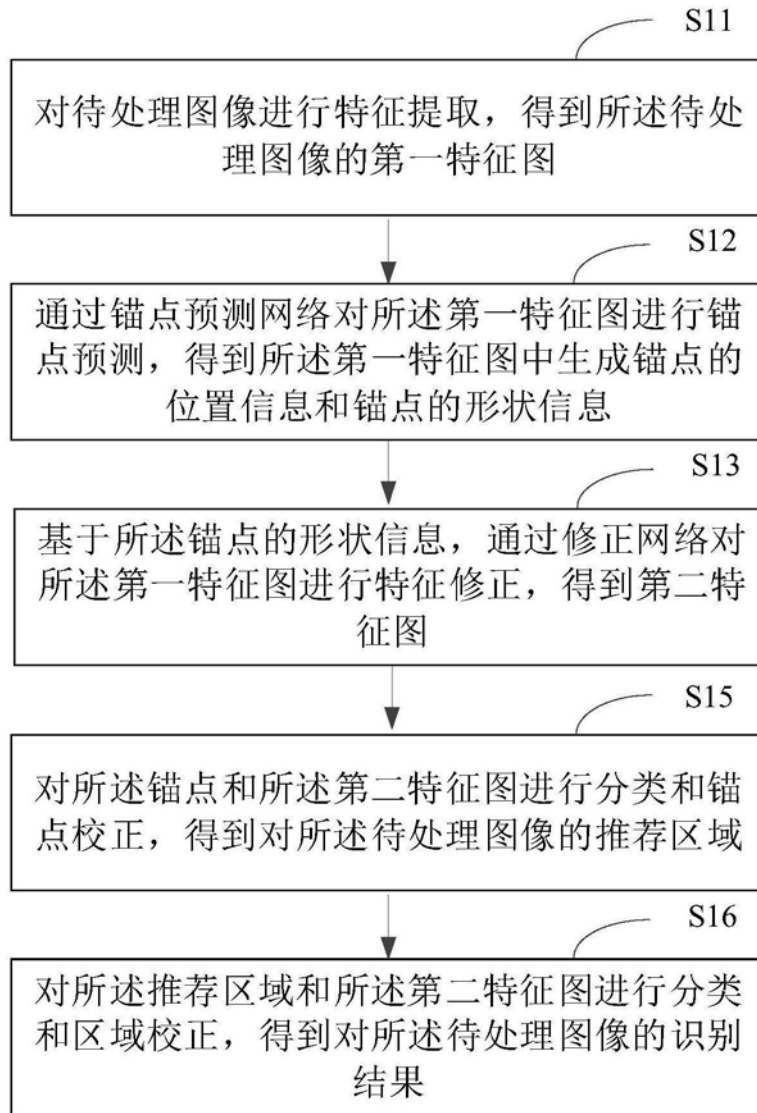 S11
对待处理图像进行特征提取，得到所述待处
理图像的第一特征图
S12
通过锚点预测网络对所述第一特征图进行锚
点预测，得到所述第一特征图中生成锚点的
位置信息和锚点的形状信息
S13
基于所述锚点的形状信息，通过修正网络对
所述第一特征图进行特征修正，得到第二特
征图
S15
对所述锚点和所述第二特征图进行分类和锚
点校正，得到对所述待处理图像的推荐区域
S16
对所述推荐区域和所述第二特征图进行分类
和区域校正，得到对所述待处理图像的识别
结果